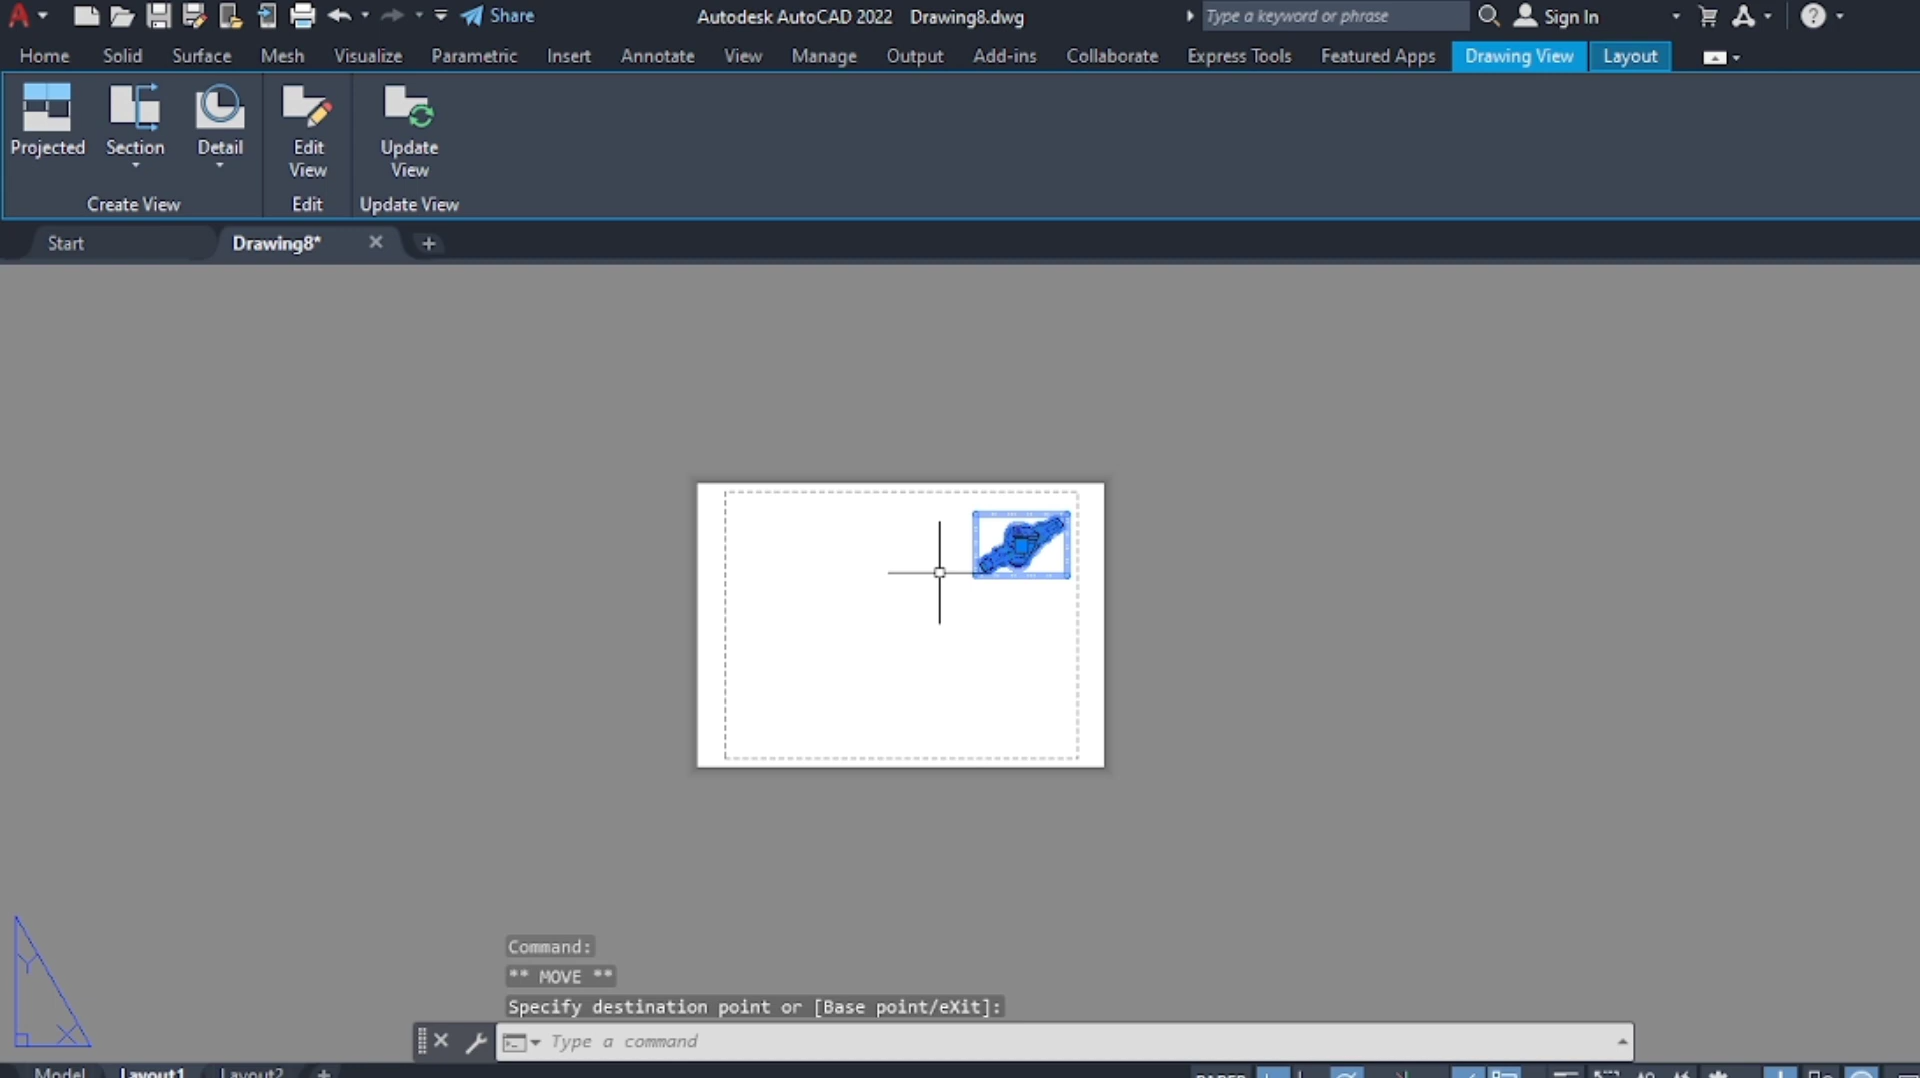 Share
Autodesk AutoCAD 2022 Drawing8.dwg
Type a keyword or phrase
Sign In
Home Solid Surface Mesh Visualize Parametric Insert Annotate View Manage Output Add-ins Collaborate Express Tools Featured Apps Drawing View Layout
Projected Section Detail Edit View Update View
Create View Edit Update View
Start Drawing8*
Y
X
Command:
** MOVE **
Specify destination point or [Base point/eXit]:
Type a command
Model Layout1 Layout2 +
PAPER